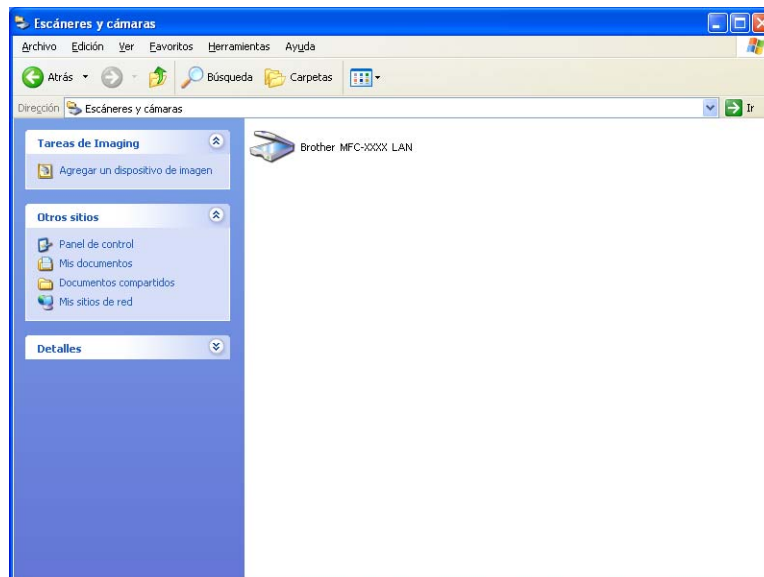 Escáneres y cámaras
Archivo Edición Ver Favoritos Herramientas Ayuda
Atrás Búsqueda Carpetas
Dirección Escáneres y cámaras Ir
Tareas de Imaging
Agregar un dispositivo de imagen
Otros sitios
Panel de control
Mis documentos
Documentos compartidos
Mis sitios de red
Detalles
Brother MFC-XXXX LAN